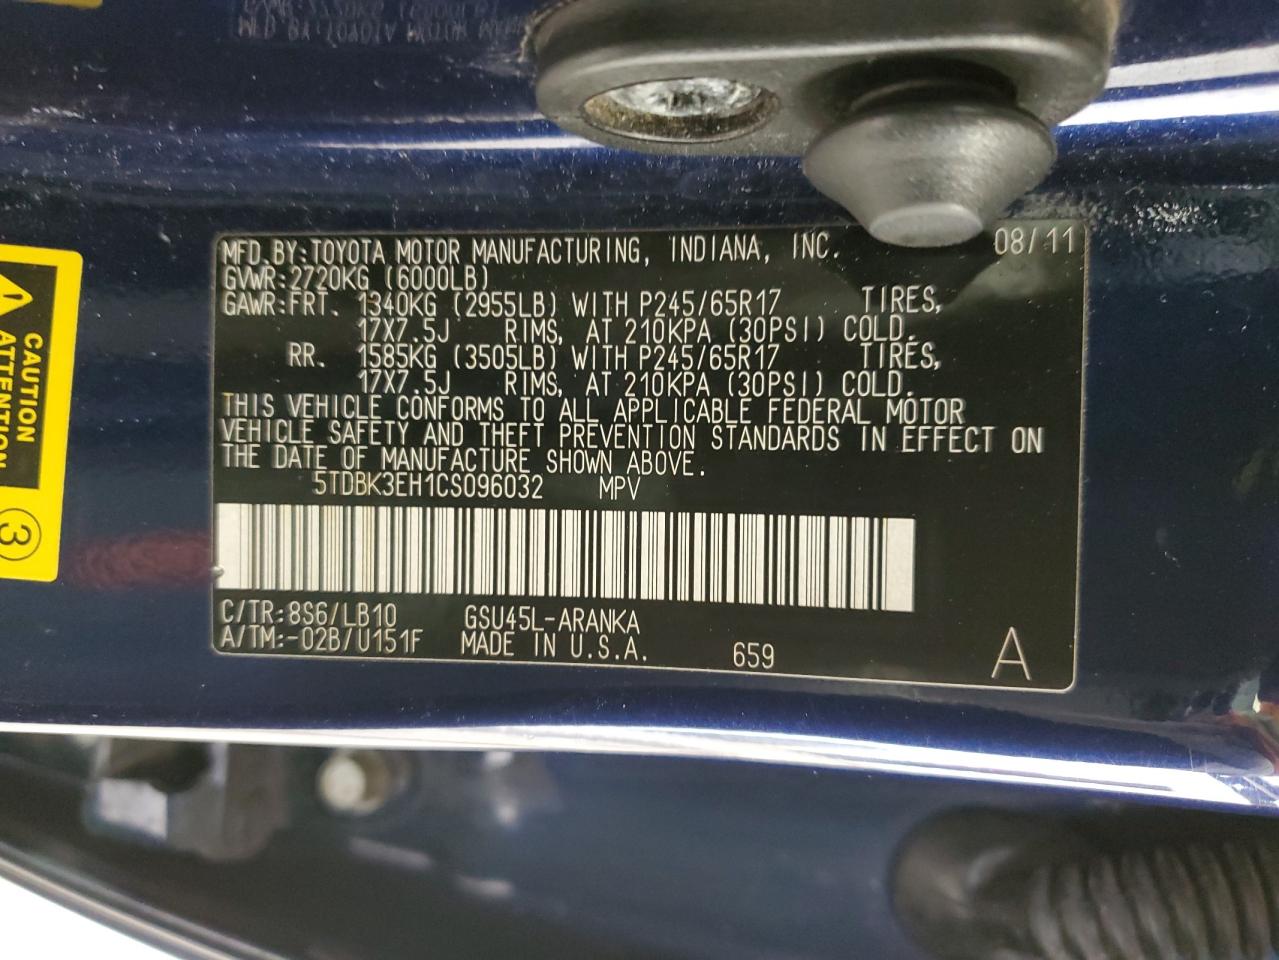 MFD.BY:TOYOTA MOTOR MANUFACTURING, INDIANA, INC. 08/11
GVWR:2720KG (6000LB)
GAWR:FRT. 1340KG (2955LB) WITH P245/65R17 TIRES,
17X7.5J RIMS, AT 210KPA (30PSI) COLD.
RR. 1585KG (3505LB) WITH P245/65R17 TIRES,
17X7.5J RIMS, AT 210KPA (30PSI) COLD.
THIS VEHICLE CONFORMS TO ALL APPLICABLE FEDERAL MOTOR
VEHICLE SAFETY AND THEFT PREVENTION STANDARDS IN EFFECT ON
THE DATE OF MANUFACTURE SHOWN ABOVE.
5TDBK3EH1CS096032 MPV
C/TR:8S6/LB10 GSU45L-ARANKA
A/TM:-02B/U151F MADE IN U.S.A. 659 A
CAUTION
ATTENTION
3